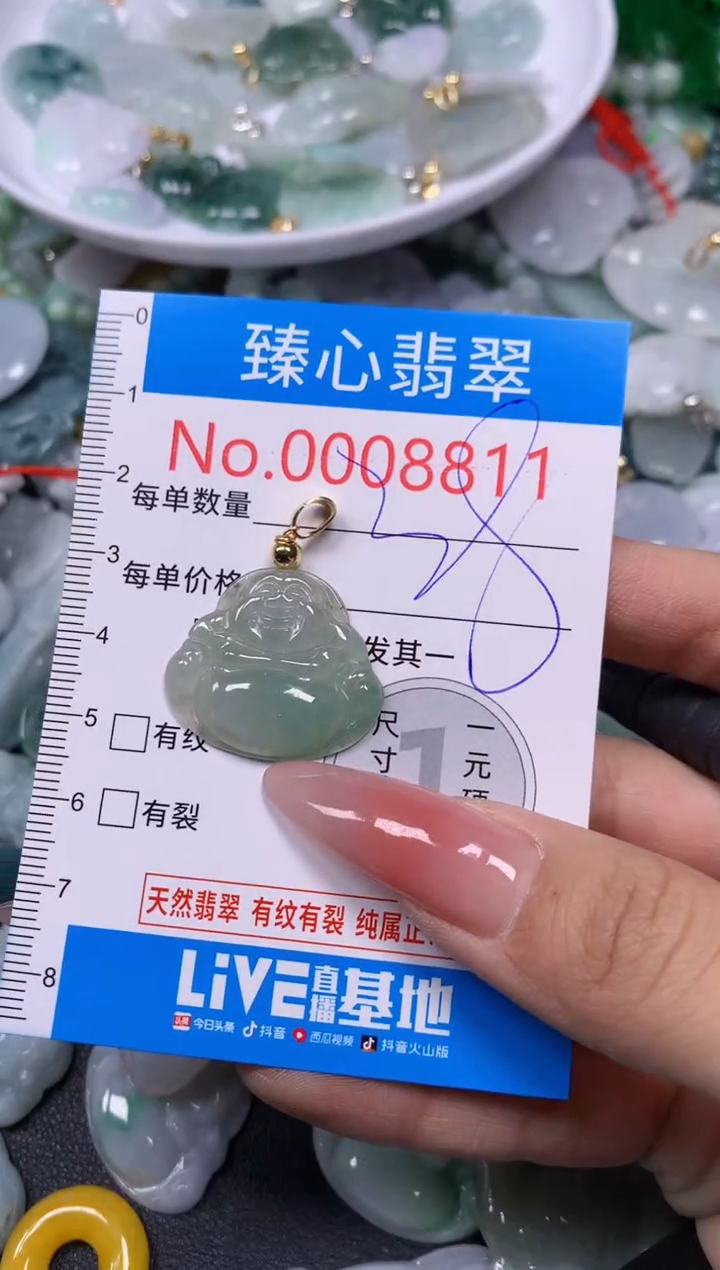 臻心翡翠
No.0008811
每单数量
每单价格
发其一
尺寸
一元
1
有纹
有裂
天然翡翠 有纹有裂 纯属正
LiVE直播基地
头条 今日头条 抖音 西瓜视频 抖音火山版
0
1
2
3
4
5
6
7
8